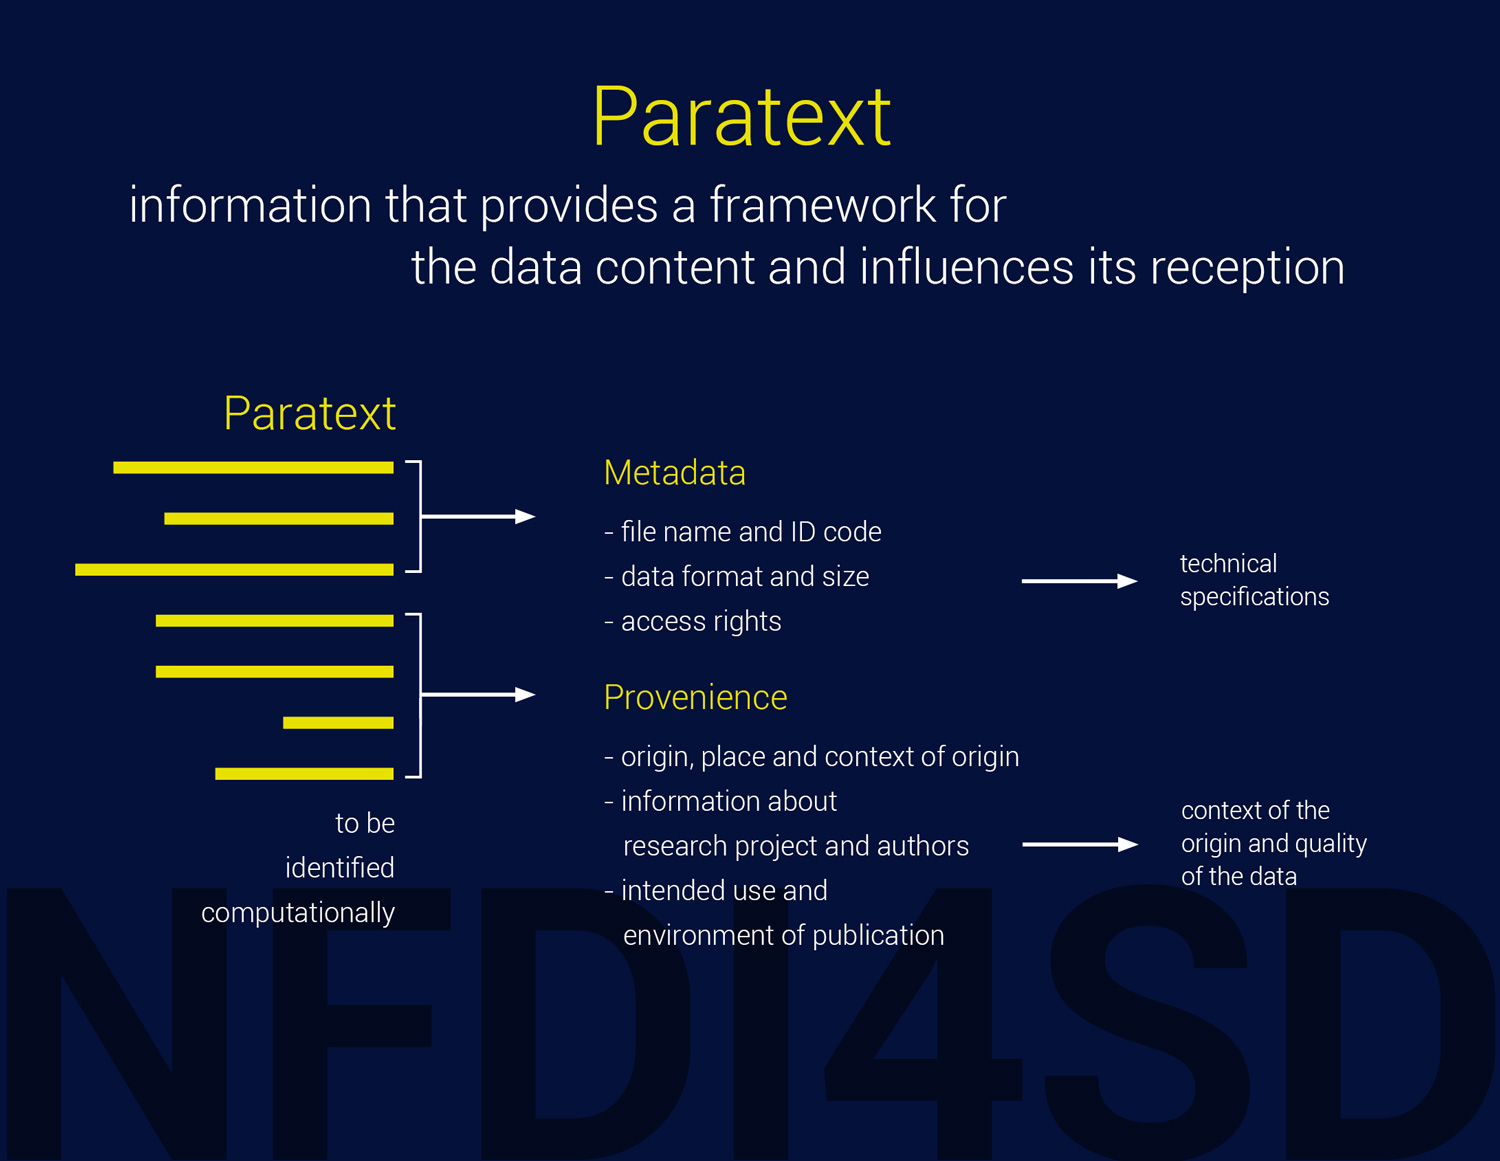 Paratext
information that provides a framework for
the data content and influences its reception
Paratext
to be
identified
computationally
Metadata
- file name and ID code
- data format and size
- access rights
technical
specifications
Provenience
- origin, place and context of origin
- information about
research project and authors
- intended use and
environment of publication
context of the
origin and quality
of the data
NFDI4SD